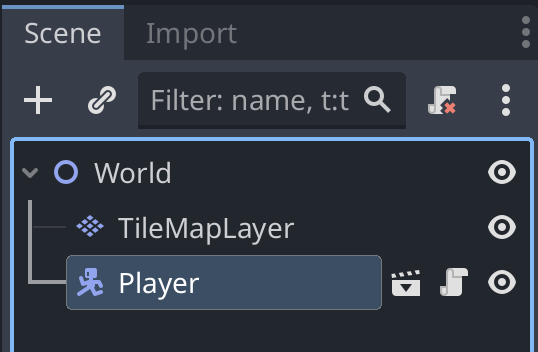 Scene Import
Filter: name, t:t
World
TileMapLayer
Player